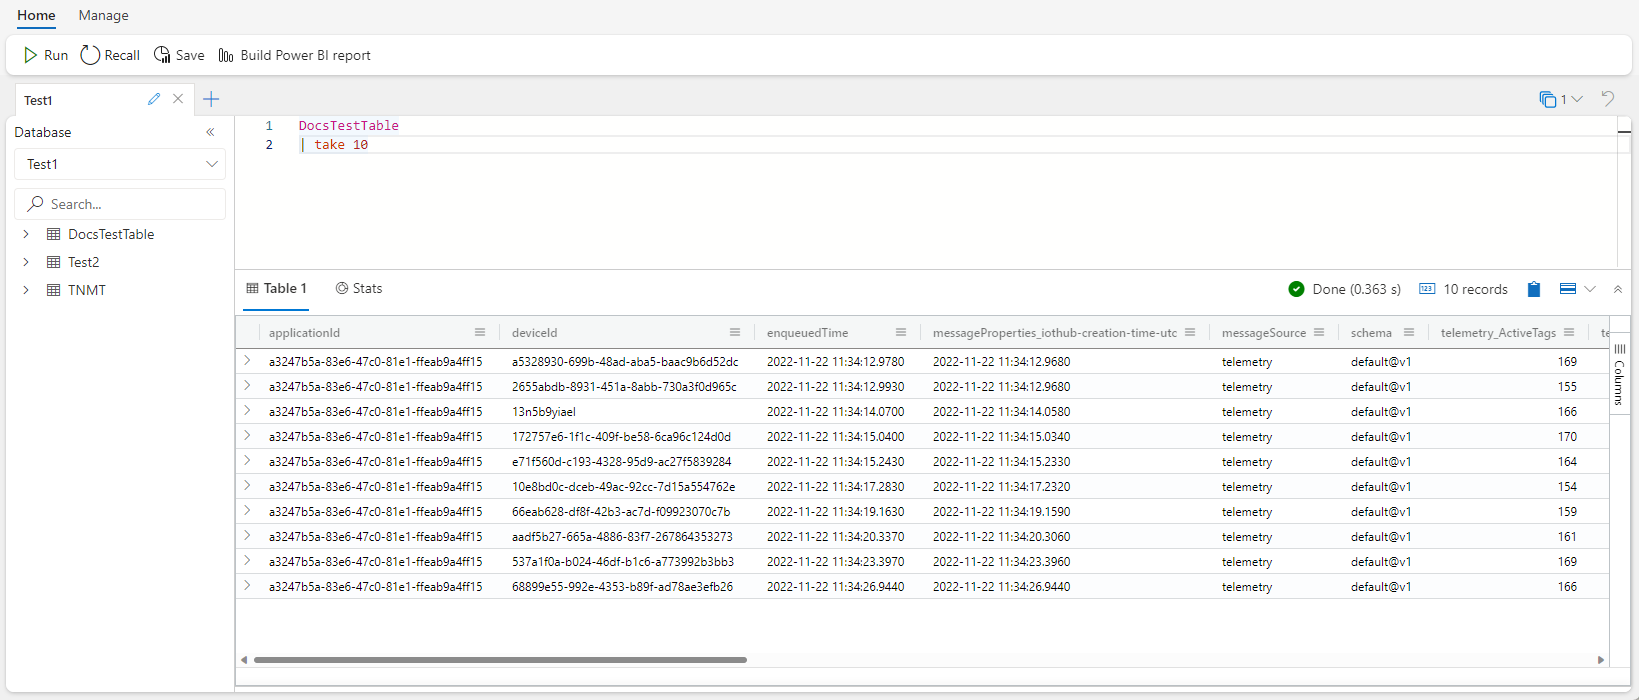 Home Manage
Run Recall Save Build Power BI report
Test1 1
Database
Test1
Search...
DocsTestTable
Test2
TNMT
1 DocsTestTable
2 | take 10
Table 1 Stats Done (0.363 s) 123 10 records
applicationId deviceId enqueuedTime messageProperties_iothub-creation-time-utc messageSource schema telemetry_ActiveTags te
a3247b5a-83e6-47c0-81e1-ffeab9a4ff15 a5328930-699b-48ad-aba5-baac9b6d52dc 2022-11-22 11:34:12.9780 2022-11-22 11:34:12.9680 telemetry default@v1 169
a3247b5a-83e6-47c0-81e1-ffeab9a4ff15 2655abdb-8931-451a-8abb-730a3f0d965c 2022-11-22 11:34:12.9930 2022-11-22 11:34:12.9680 telemetry default@v1 155
a3247b5a-83e6-47c0-81e1-ffeab9a4ff15 13n5b9yiael 2022-11-22 11:34:14.0700 2022-11-22 11:34:14.0580 telemetry default@v1 166
a3247b5a-83e6-47c0-81e1-ffeab9a4ff15 172757e6-1f1c-409f-be58-6ca96c124d0d 2022-11-22 11:34:15.0400 2022-11-22 11:34:15.0340 telemetry default@v1 170
a3247b5a-83e6-47c0-81e1-ffeab9a4ff15 e71f560d-c193-4328-95d9-ac27f5839284 2022-11-22 11:34:15.2430 2022-11-22 11:34:15.2330 telemetry default@v1 164
a3247b5a-83e6-47c0-81e1-ffeab9a4ff15 10e8bd0c-dceb-49ac-92cc-7d15a554762e 2022-11-22 11:34:17.2830 2022-11-22 11:34:17.2320 telemetry default@v1 154
a3247b5a-83e6-47c0-81e1-ffeab9a4ff15 66eab628-df8f-42b3-ac7d-f09923070c7b 2022-11-22 11:34:19.1630 2022-11-22 11:34:19.1590 telemetry default@v1 159
a3247b5a-83e6-47c0-81e1-ffeab9a4ff15 aadf5b27-665a-4886-83f7-267864353273 2022-11-22 11:34:20.3370 2022-11-22 11:34:20.3060 telemetry default@v1 161
a3247b5a-83e6-47c0-81e1-ffeab9a4ff15 537a1f0a-b024-46df-b1c6-a773992b3bb3 2022-11-22 11:34:23.3970 2022-11-22 11:34:23.3960 telemetry default@v1 169
a3247b5a-83e6-47c0-81e1-ffeab9a4ff15 68899e55-992e-4353-b89f-ad78ae3efb26 2022-11-22 11:34:26.9440 2022-11-22 11:34:26.9440 telemetry default@v1 166
Columns